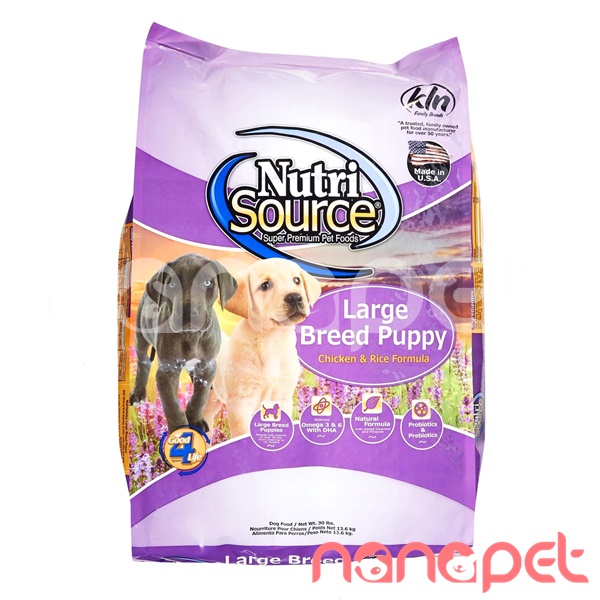 kln
Family Brands
"A trusted, family owned
pet food manufacturer
for over 50 years."
Made in
U.S.A.
Nutri
Source®
Super Premium Pet Foods
Large
Breed Puppy
Chicken & Rice Formula
Large Breed
Puppies
Omega 3 & 6
With DHA
Natural
Formula
Probiotics
&
Prebiotics
Good
4
Life
Dog Food / Net Wt. 30 lbs.
Nourriture Pour Chiens / Poids Net 13.6 kg
Alimento Para Perros/Peso Neto 13.6 kg.
Large Breed
nanapet